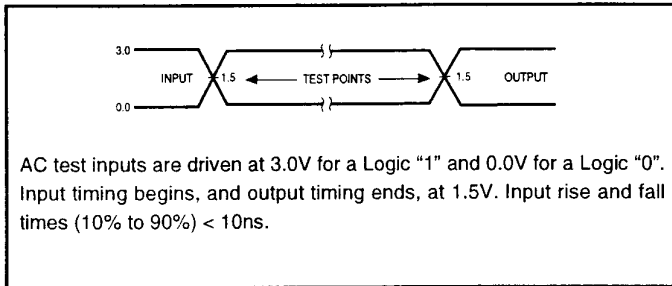 3.0
INPUT 1.5 TEST POINTS 1.5 OUTPUT
0.0
AC test inputs are driven at 3.0V for a Logic “1” and 0.0V for a Logic “0”.
Input timing begins, and output timing ends, at 1.5V. Input rise and fall
times (10% to 90%) < 10ns.